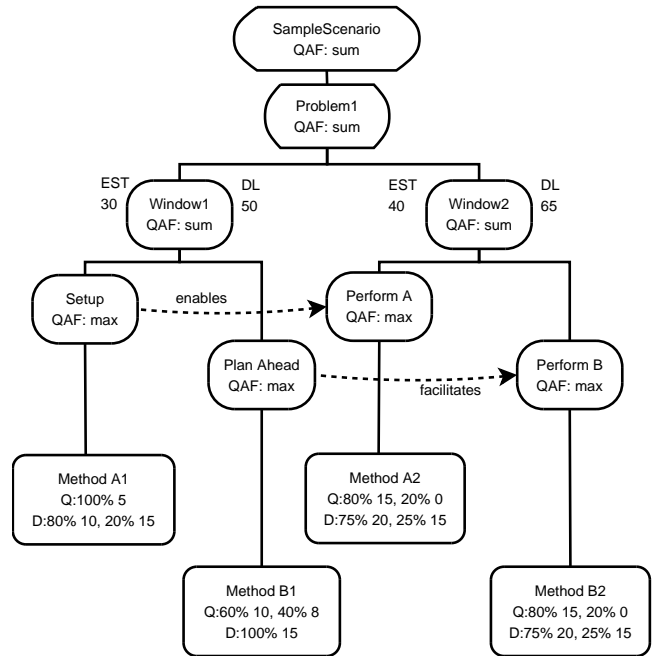 SampleScenario
QAF: sum
Problem1
QAF: sum
EST
30
Window1
QAF: sum
DL
50
EST
40
Window2
QAF: sum
DL
65
Setup
QAF: max
enables
Perform A
QAF: max
Plan Ahead
QAF: max
facilitates
Perform B
QAF: max
Method A1
Q:100% 5
D:80% 10, 20% 15
Method A2
Q:80% 15, 20% 0
D:75% 20, 25% 15
Method B1
Q:60% 10, 40% 8
D:100% 15
Method B2
Q:80% 15, 20% 0
D:75% 20, 25% 15